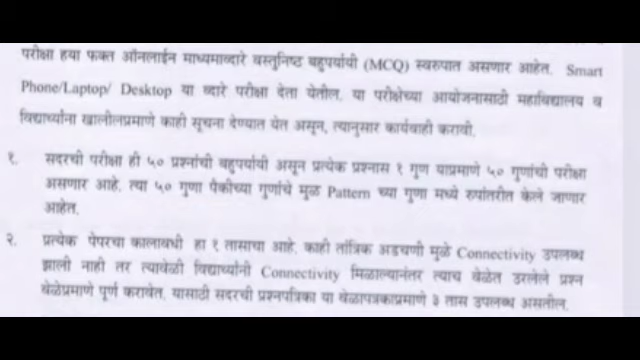 परीक्षा हया फक्त ऑनलाईन माध्यमाव्दारे वस्तुनिष्ठ बहुपर्यायी (MCQ) स्वरुपात असणार आहेत. Smart
Phone/Laptop/ Desktop या व्दारे परीक्षा देता येतील. या परीक्षेच्या आयोजनासाठी महाविद्यालय व
विद्यार्थ्यांना खालीलप्रमाणे काही सूचना देण्यात येत असून, त्यानुसार कार्यवाही करावी.
१. सदरची परीक्षा ही ५० प्रश्नांची बहुपर्यायी असून प्रत्येक प्रश्नास १ गुण याप्रमाणे ५० गुणांची परीक्षा
असणार आहे. त्या ५० गुणा पैकीच्या गुणांचे मुळ Pattern च्या गुणा मध्ये रुपांतरीत केले जाणार
आहेत.
२. प्रत्येक पेपरचा कालावधी हा १ तासाचा आहे. काही तांत्रिक अडचणी मुळे Connectivity उपलब्ध
झाली नाही तर त्यावेळी विद्यार्थ्यांनी Connectivity मिळाल्यानंतर त्याच वेळेत उरलेले प्रश्न
वेळेप्रमाणे पूर्ण करावेत. यासाठी सदरची प्रश्नपत्रिका या वेळापत्रकाप्रमाणे ३ तास उपलब्ध असतील.